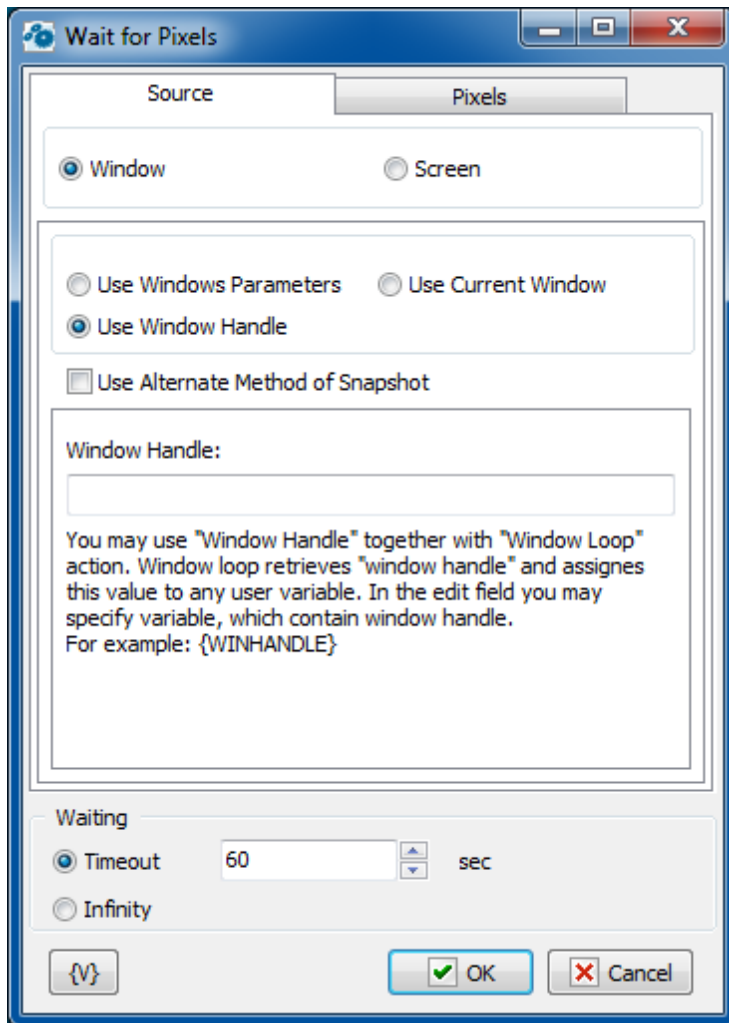 Wait for Pixels
Source Pixels
Window Screen
Use Windows Parameters Use Current Window
Use Window Handle
Use Alternate Method of Snapshot
Window Handle:
You may use "Window Handle" together with "Window Loop"
action. Window loop retrieves "window handle" and assignes
this value to any user variable. In the edit field you may
specify variable, which contain window handle.
For example: {WINHANDLE}
Waiting
Timeout 60 sec
Infinity
{V} OK Cancel